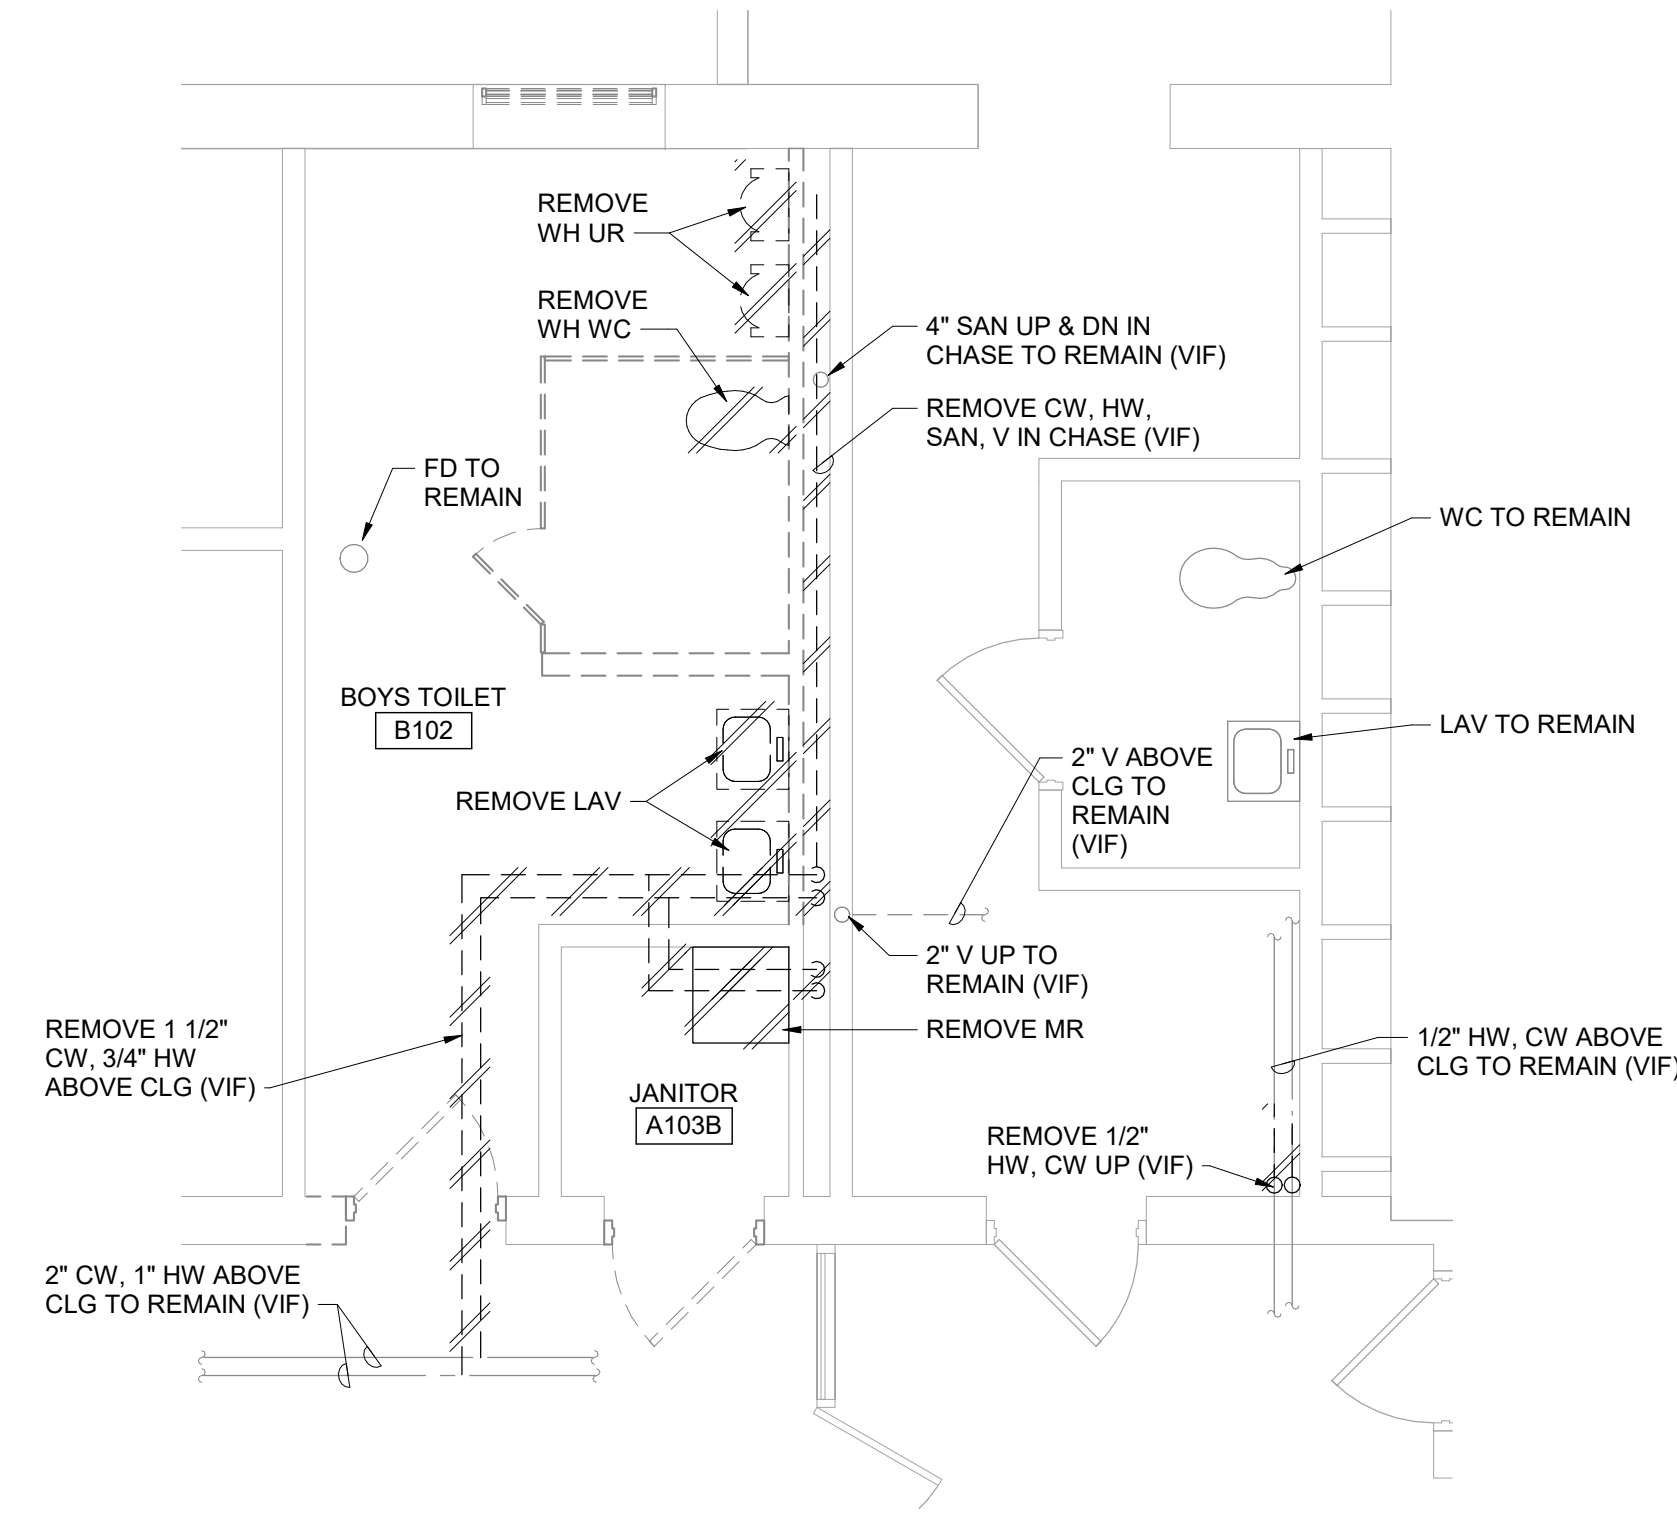 REMOVE
WH UR
REMOVE
WH WC
4" SAN UP & DN IN
CHASE TO REMAIN (VIF)
REMOVE CW, HW,
SAN, V IN CHASE (VIF)
FD TO
REMAIN
WC TO REMAIN
BOYS TOILET
B102
LAV TO REMAIN
2" V ABOVE
CLG TO
REMAIN
(VIF)
REMOVE LAV
2" V UP TO
REMAIN (VIF)
REMOVE MR
REMOVE 1 1/2"
CW, 3/4" HW
ABOVE CLG (VIF)
1/2" HW, CW ABOVE
CLG TO REMAIN (VIF)
JANITOR
A103B
REMOVE 1/2"
HW, CW UP (VIF)
2" CW, 1" HW ABOVE
CLG TO REMAIN (VIF)